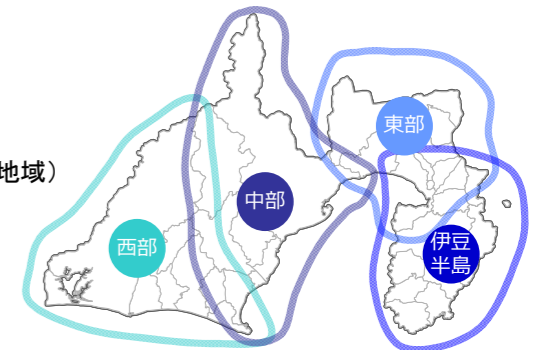 東部
地域）
中部
西部
伊豆
半島